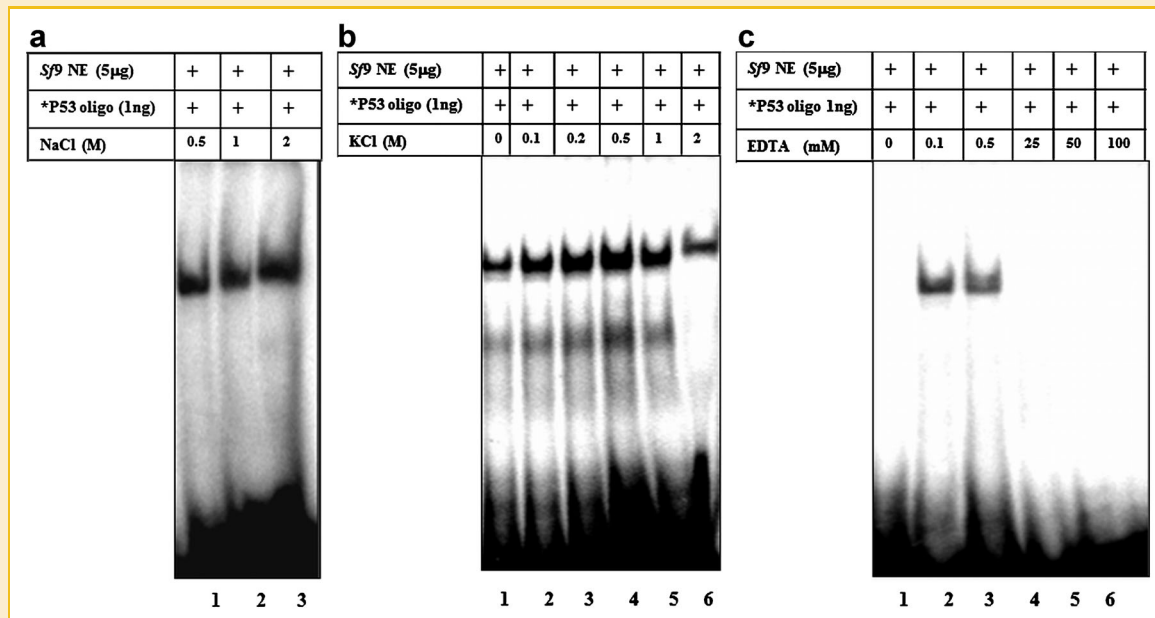 a
Sf9 NE (5µg) + + +
*P53 oligo (1ng) + + +
NaCl (M) 0.5 1 2
1 2 3
b
Sf9 NE (5µg) + + + + + +
*P53 oligo (1ng) + + + + + +
KCl (M) 0 0.1 0.2 0.5 1 2
1 2 3 4 5 6
c
Sf9 NE (5µg) + + + + + +
*P53 oligo 1ng) + + + + + +
EDTA (mM) 0 0.1 0.5 25 50 100
1 2 3 4 5 6